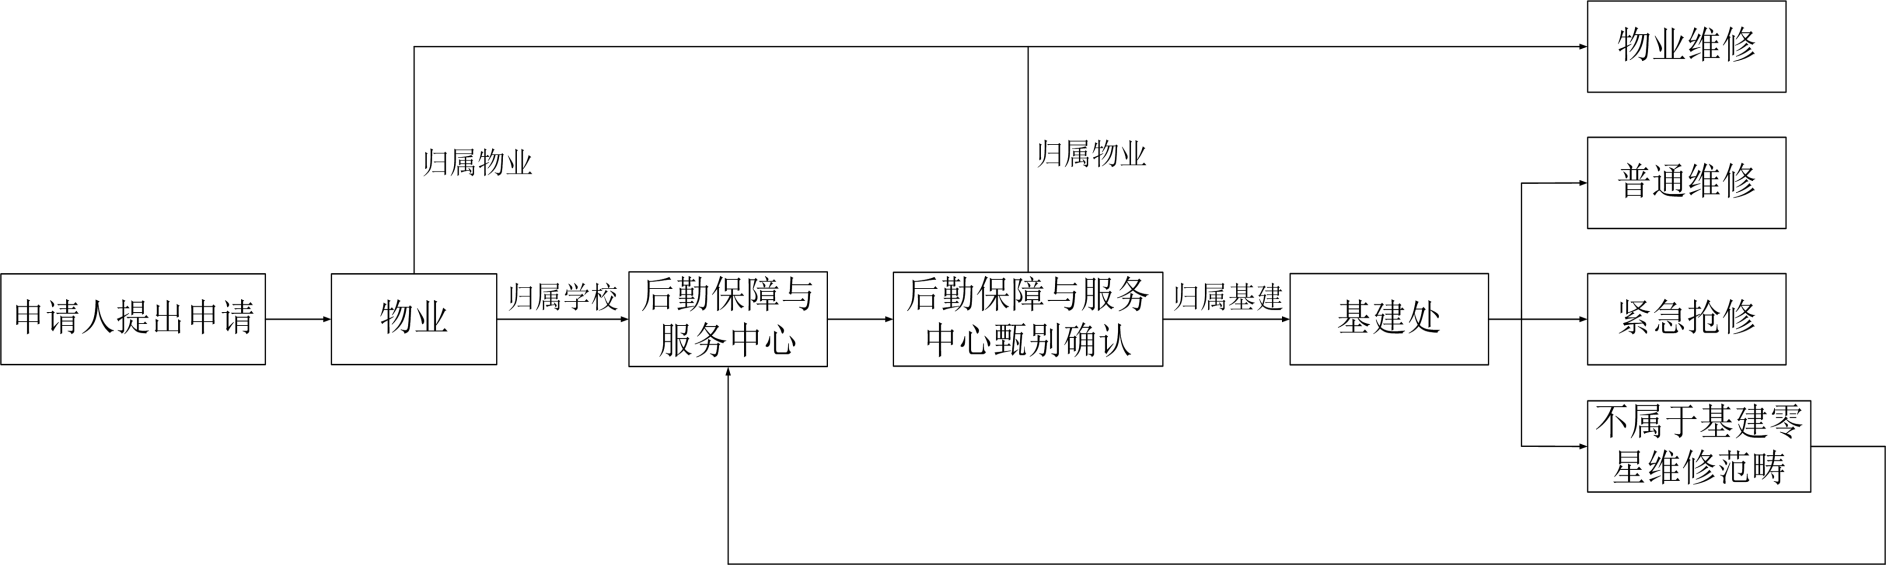 物业维修
归属物业
归属物业
普通维修
申请人提出申请
物业
归属学校
后勤保障与
服务中心
后勤保障与服务
中心甄别确认
归属基建
基建处
紧急抢修
不属于基建零
星维修范畴